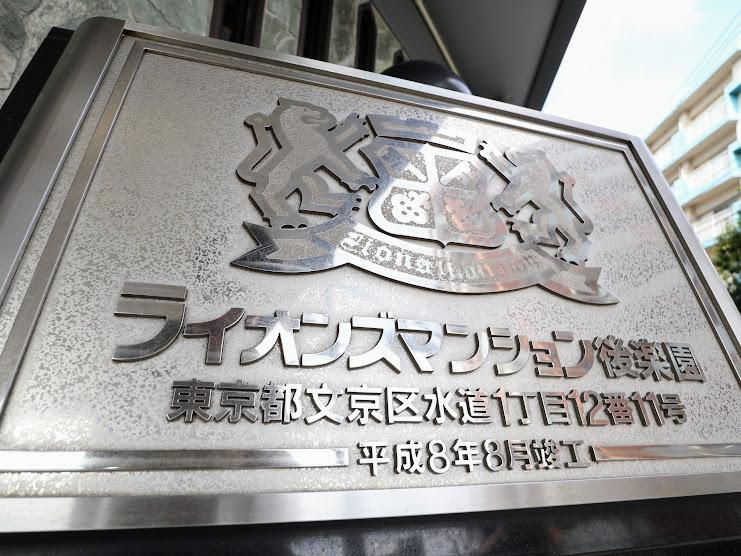 Lions Mansion
ライオンズマンション後楽園
東京都文京区水道1丁目12番11号
平成8年8月竣工